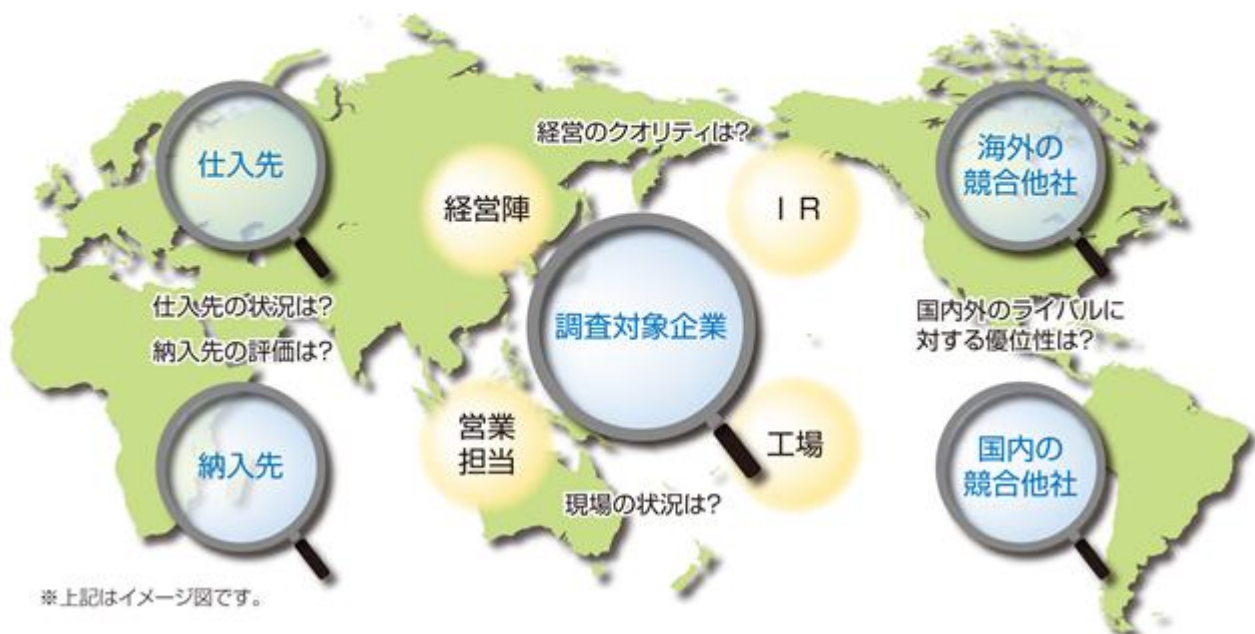 経営のクオリティは?
仕入先
経営陣
IR
海外の
競合他社
調査対象企業
仕入先の状況は?
納入先の評価は?
国内外のライバルに
対する優位性は?
納入先
営業
担当
工場
国内の
競合他社
現場の状況は?
※上記はイメージ図です。